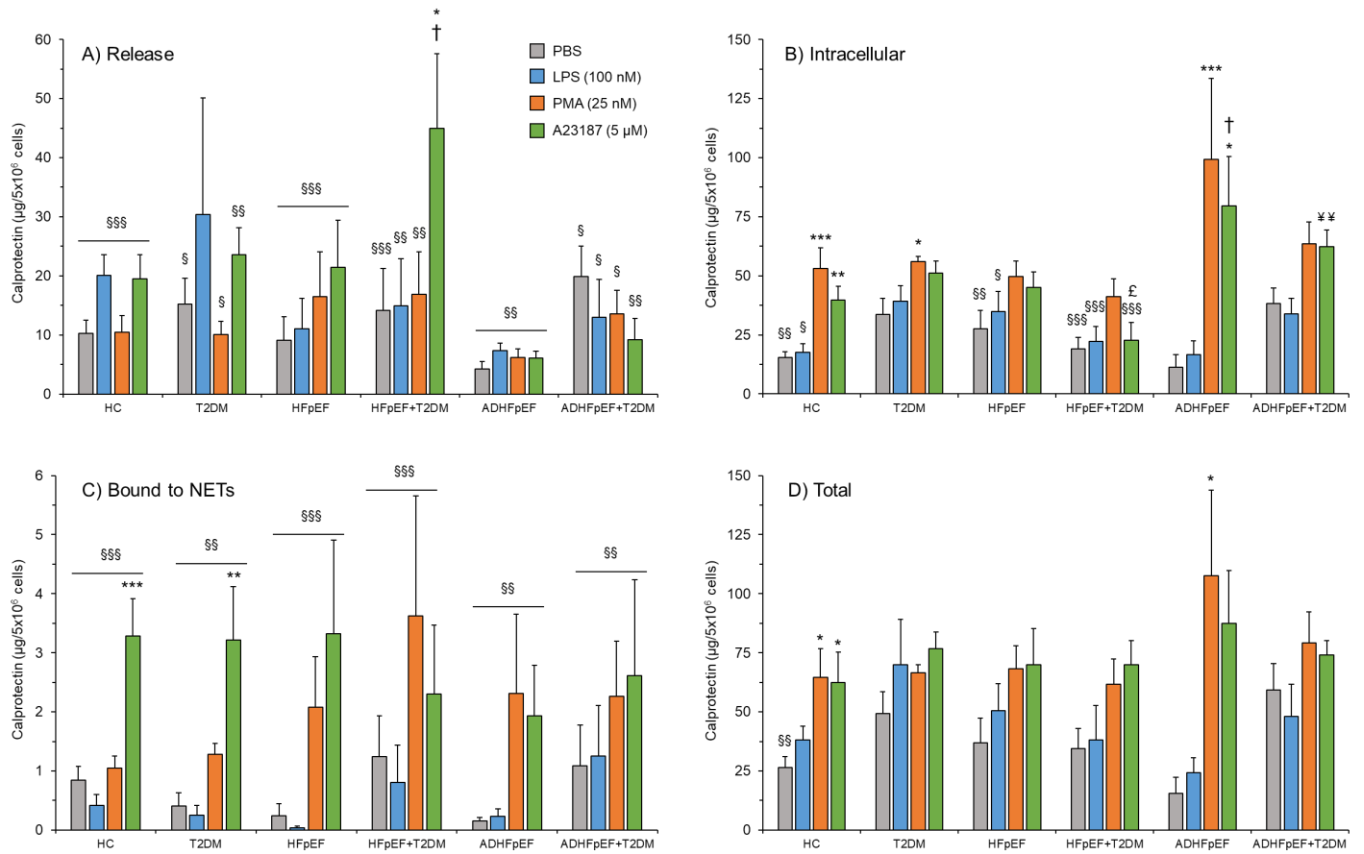 A) Release
PBS
LPS (100 nM)
PMA (25 nM)
A23187 (5 µM)
Calprotectin (µg/5x10⁶ cells)
60
50
40
30
20
10
0
§§§
§
§
§§
§§§
§§§
§§
§§
*
†
§§
§
§
§
§§
HC
T2DM
HFpEF
HFpEF+T2DM
ADHFpEF
ADHFpEF+T2DM
B) Intracellular
Calprotectin (µg/5x10⁶ cells)
150
125
100
75
50
25
0
§§
§
***
**
*
§§
§
§§§
§§§
£
§§§
***
†
*
¥ ¥
HC
T2DM
HFpEF
HFpEF+T2DM
ADHFpEF
ADHFpEF+T2DM
C) Bound to NETs
Calprotectin (µg/5x10⁶ cells)
6
5
4
3
2
1
0
§§§
***
§§
**
§§§
§§§
§§
§§
HC
T2DM
HFpEF
HFpEF+T2DM
ADHFpEF
ADHFpEF+T2DM
D) Total
Calprotectin (µg/5x10⁶ cells)
150
125
100
75
50
25
0
§§
*
*
*
HC
T2DM
HFpEF
HFpEF+T2DM
ADHFpEF
ADHFpEF+T2DM